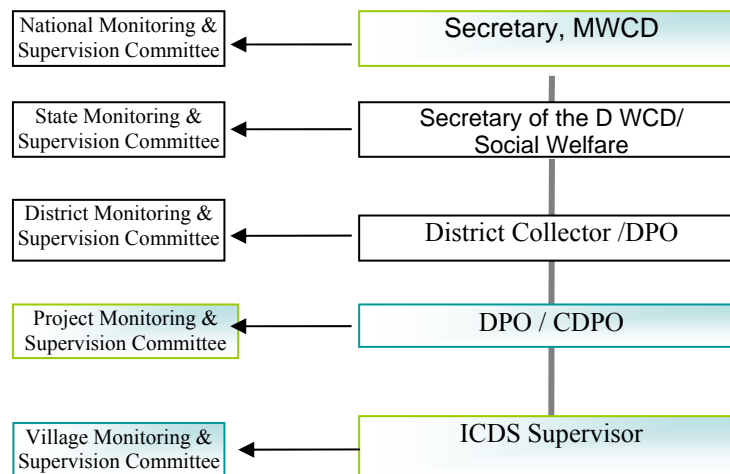 National Monitoring &
Supervision Committee
Secretary, MWCD
State Monitoring &
Supervision Committee
Secretary of the D WCD/
Social Welfare
District Monitoring &
Supervision Committee
District Collector /DPO
Project Monitoring &
Supervision Committee
DPO / CDPO
Village Monitoring &
Supervision Committee
ICDS Supervisor